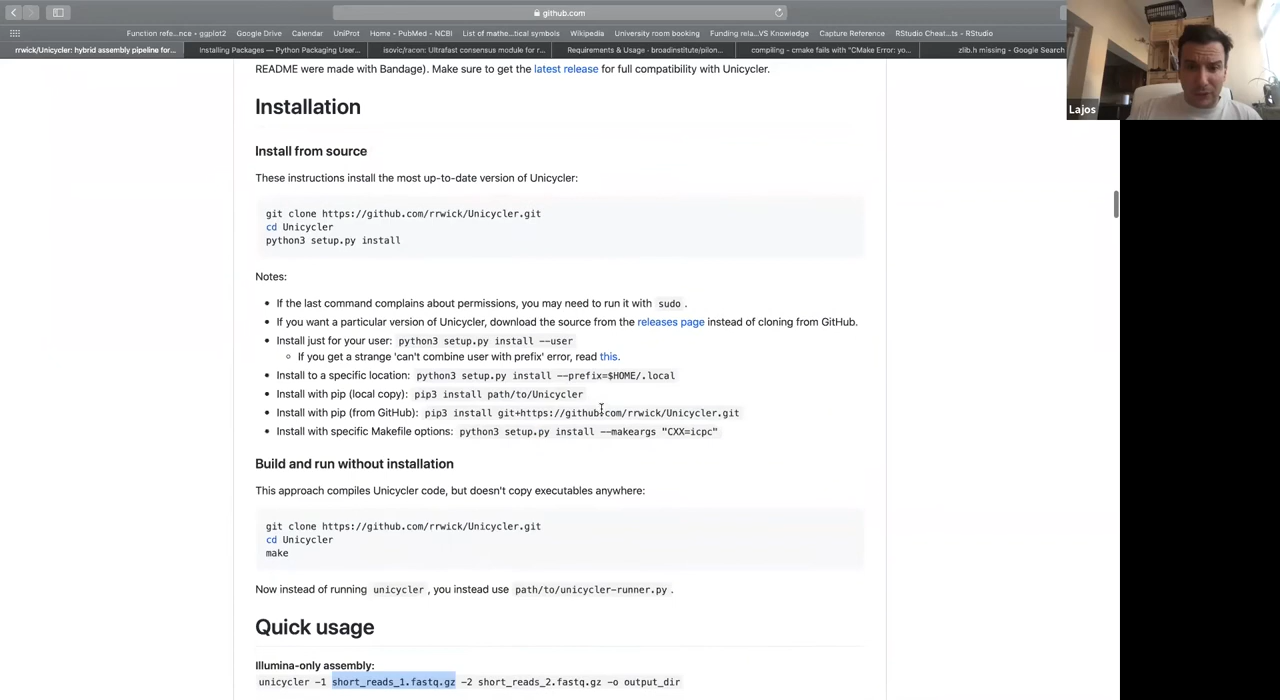 github.com
Function refe...nce - ggplot2 Google Drive Calendar UniProt Home - PubMed - NCBI List of mathe...tical symbols Wikipedia University room booking Funding rela...VS Knowledge Capture Reference RStudio Cheat...ts - RStudio
rrwick/Unicycler: hybrid assembly pipeline for... Installing Packages — Python Packaging User... isovic/racon: Ultrafast consensus module for r... Requirements & Usage · broadinstitute/pilon... compiling - cmake fails with "CMake Error: yo... zlib.h missing - Google Search
README were made with Bandage). Make sure to get the latest release for full compatibility with Unicycler.
Lajos
Installation
Install from source
These instructions install the most up-to-date version of Unicycler:
git clone https://github.com/rrwick/Unicycler.git
cd Unicycler
python3 setup.py install
Notes:
• If the last command complains about permissions, you may need to run it with sudo .
• If you want a particular version of Unicycler, download the source from the releases page instead of cloning from GitHub.
• Install just for your user: python3 setup.py install --user
◦ If you get a strange 'can't combine user with prefix' error, read this.
• Install to a specific location: python3 setup.py install --prefix=$HOME/.local
• Install with pip (local copy): pip3 install path/to/Unicycler
• Install with pip (from GitHub): pip3 install git+https://github.com/rrwick/Unicycler.git
• Install with specific Makefile options: python3 setup.py install --makeargs "CXX=icpc"
Build and run without installation
This approach compiles Unicycler code, but doesn't copy executables anywhere:
git clone https://github.com/rrwick/Unicycler.git
cd Unicycler
make
Now instead of running unicycler , you instead use path/to/unicycler-runner.py .
Quick usage
Illumina-only assembly:
unicycler -1 short_reads_1.fastq.gz -2 short_reads_2.fastq.gz -o output_dir